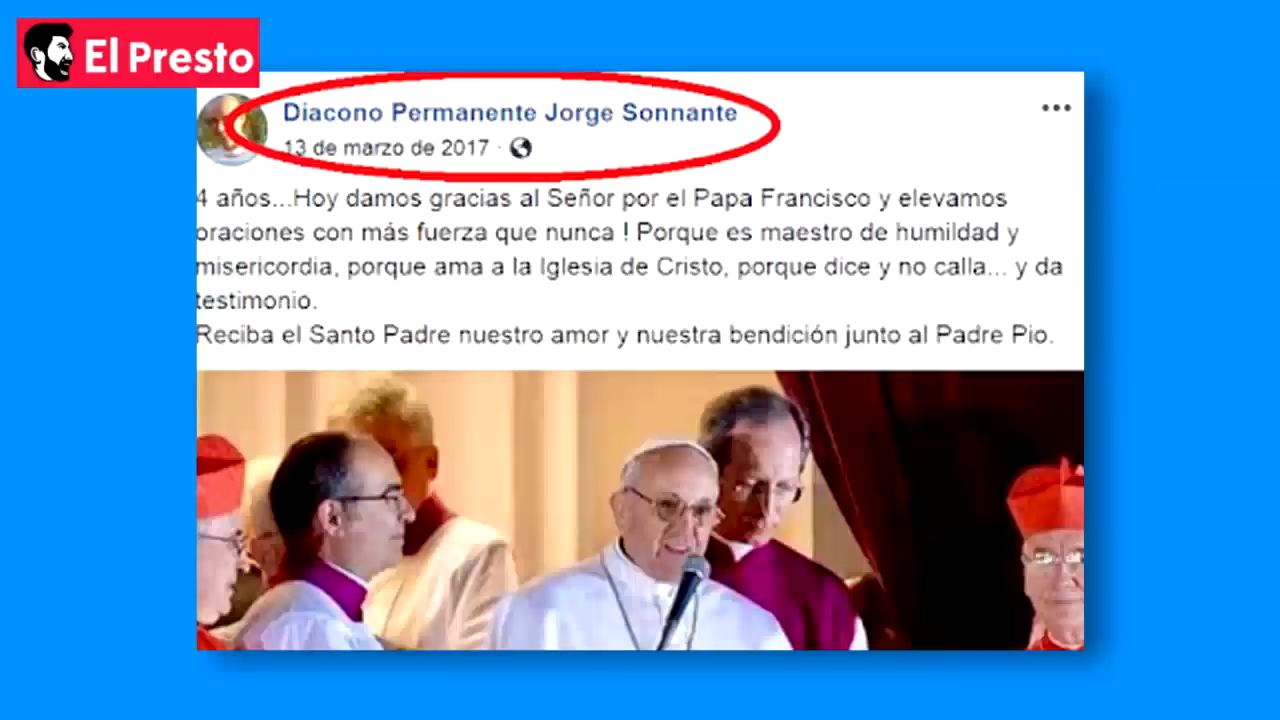 El Presto
Diacono Permanente Jorge Sonnante
13 de marzo de 2017 ·
4 años...Hoy damos gracias al Señor por el Papa Francisco y elevamos
oraciones con más fuerza que nunca ! Porque es maestro de humildad y
misericordia, porque ama a la Iglesia de Cristo, porque dice y no calla... y da
testimonio.
Reciba el Santo Padre nuestro amor y nuestra bendición junto al Padre Pio.